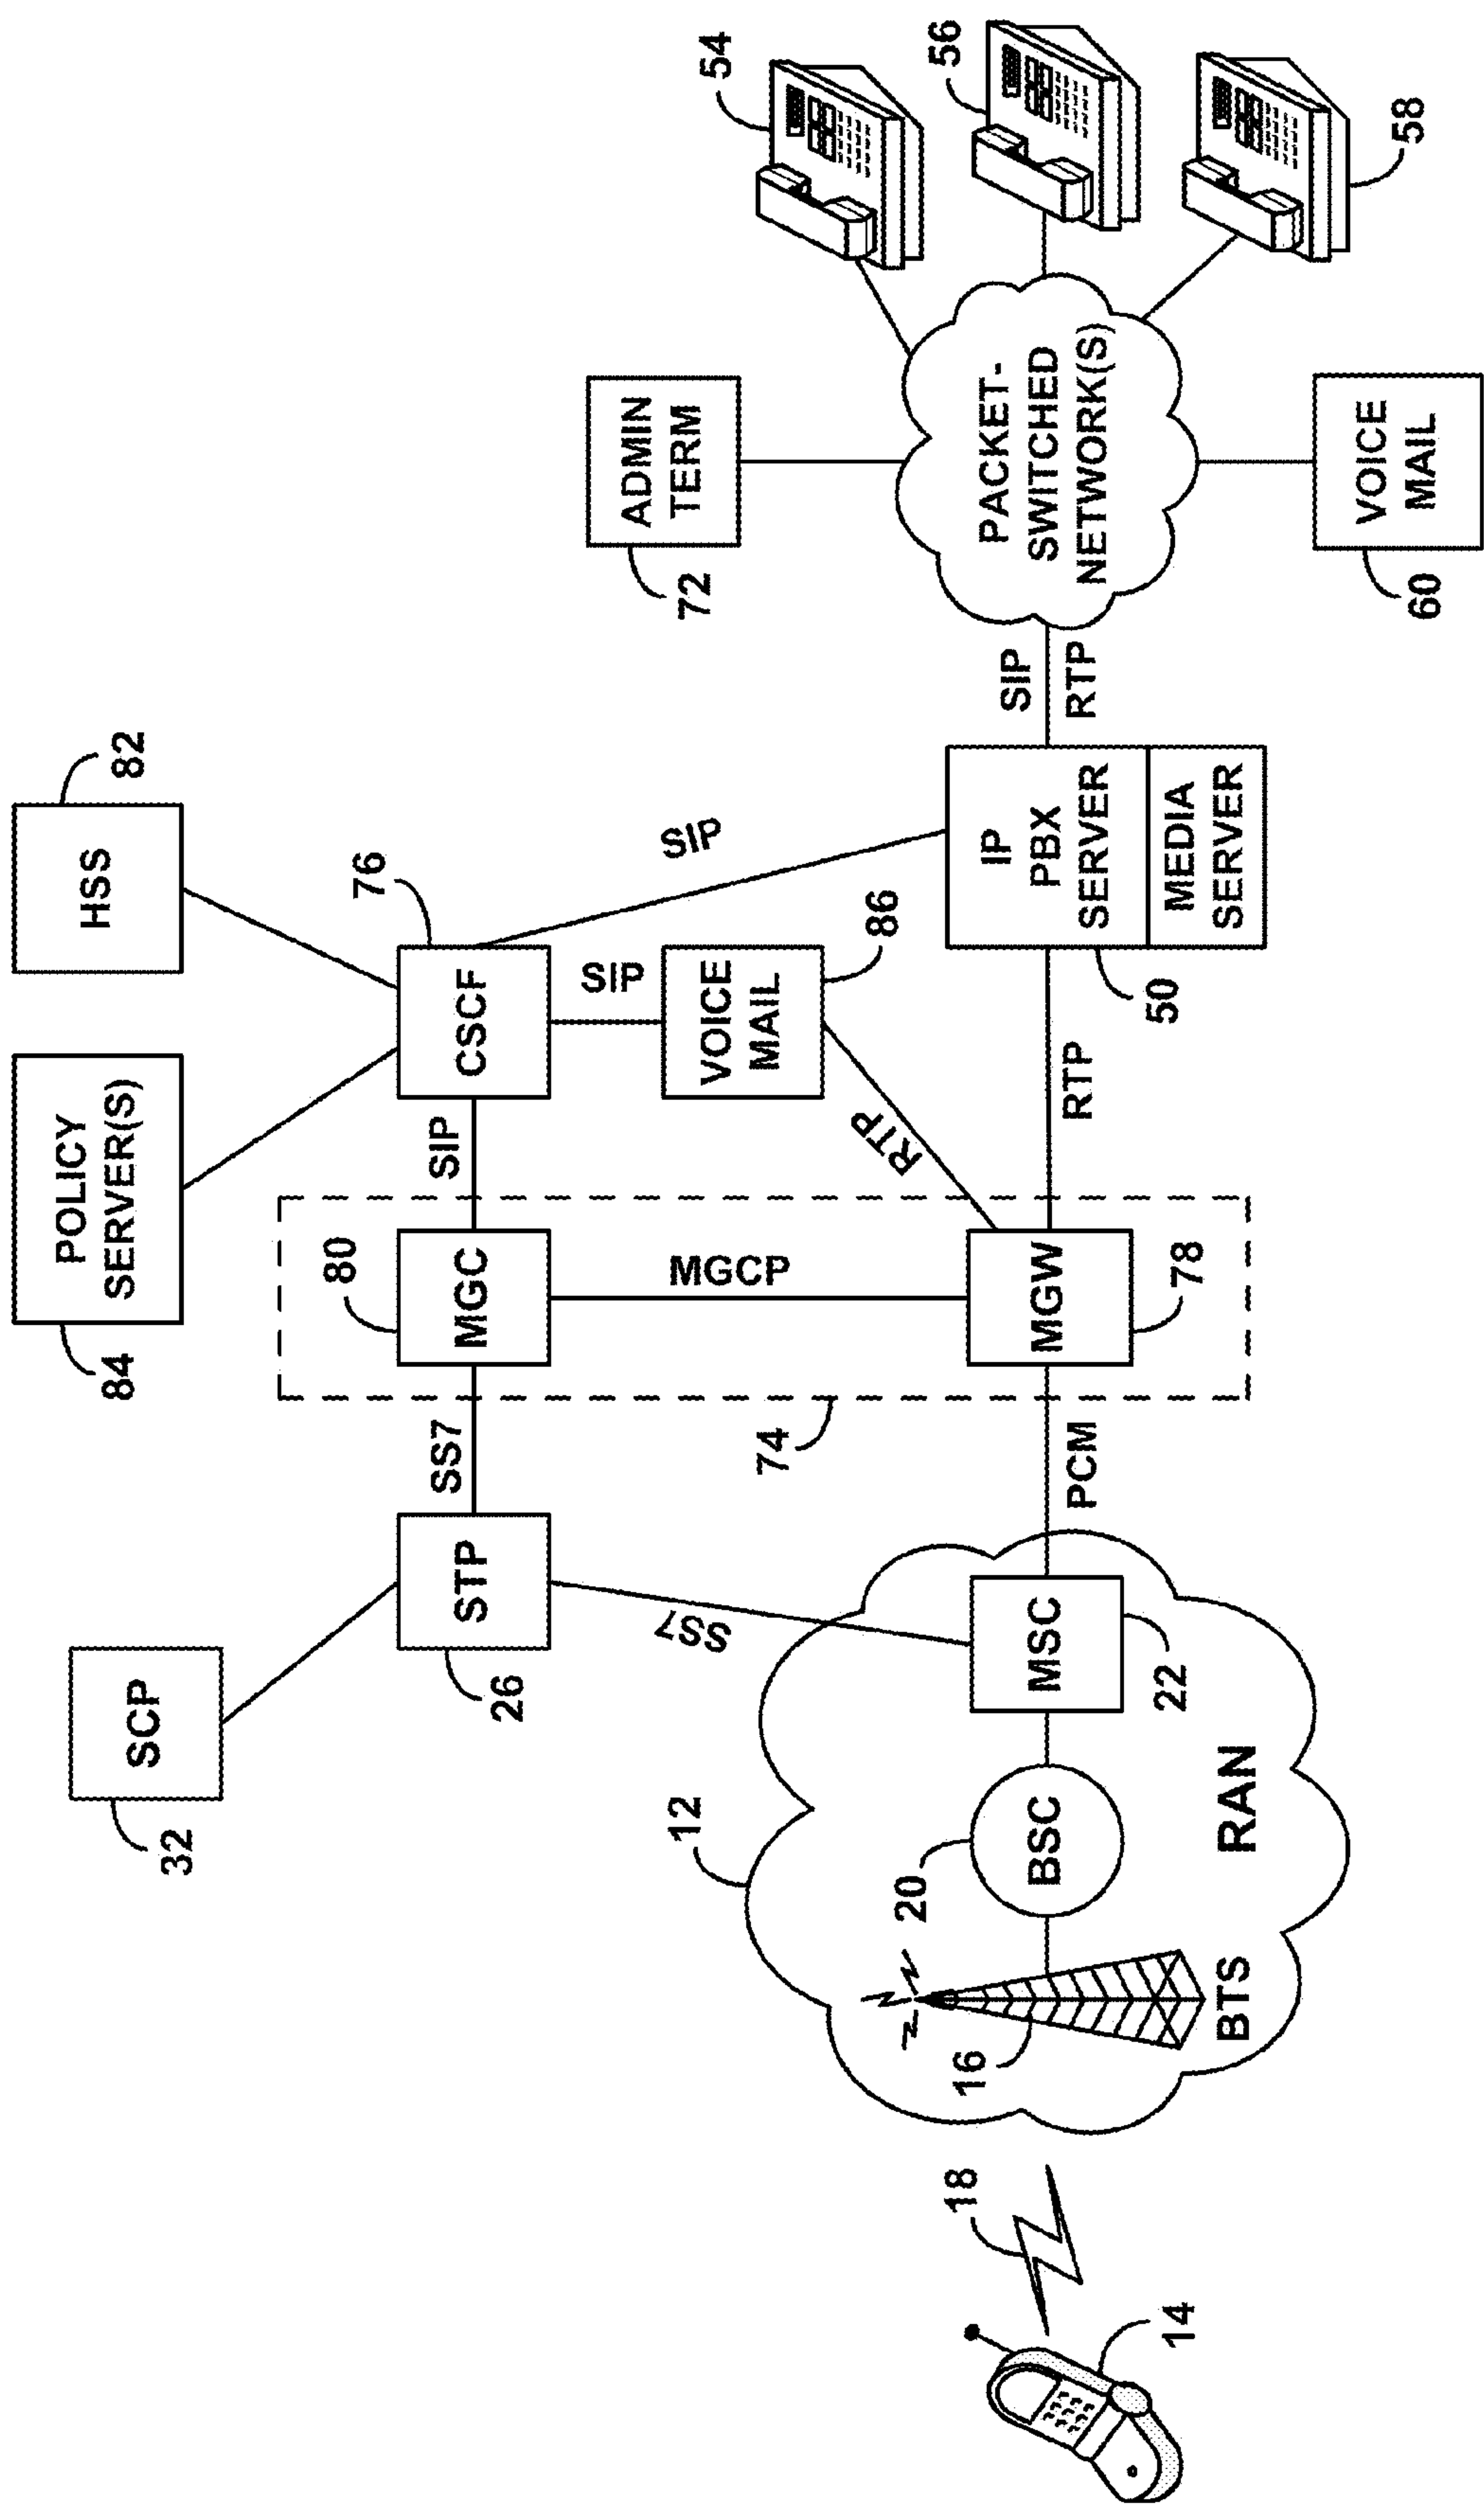 POLICY
SERVER(S)
84
HSS
82
SCP
32
STP
26
SS7
80
MGC
SIP
CSCF
76
SIP
SIP
VOICE
MAIL
86
MGCP
RTP
SS7
74
72
ADMIN
TERM
54
56
58
12
18
14
16
BTS
20
BSC
RAN
MSC
22
PCM
MGW
78
RTP
IP
PBX
SERVER
MEDIA
SERVER
50
SIP
RTP
PACKET-
SWITCHED
NETWORK(S)
VOICE
MAIL
60